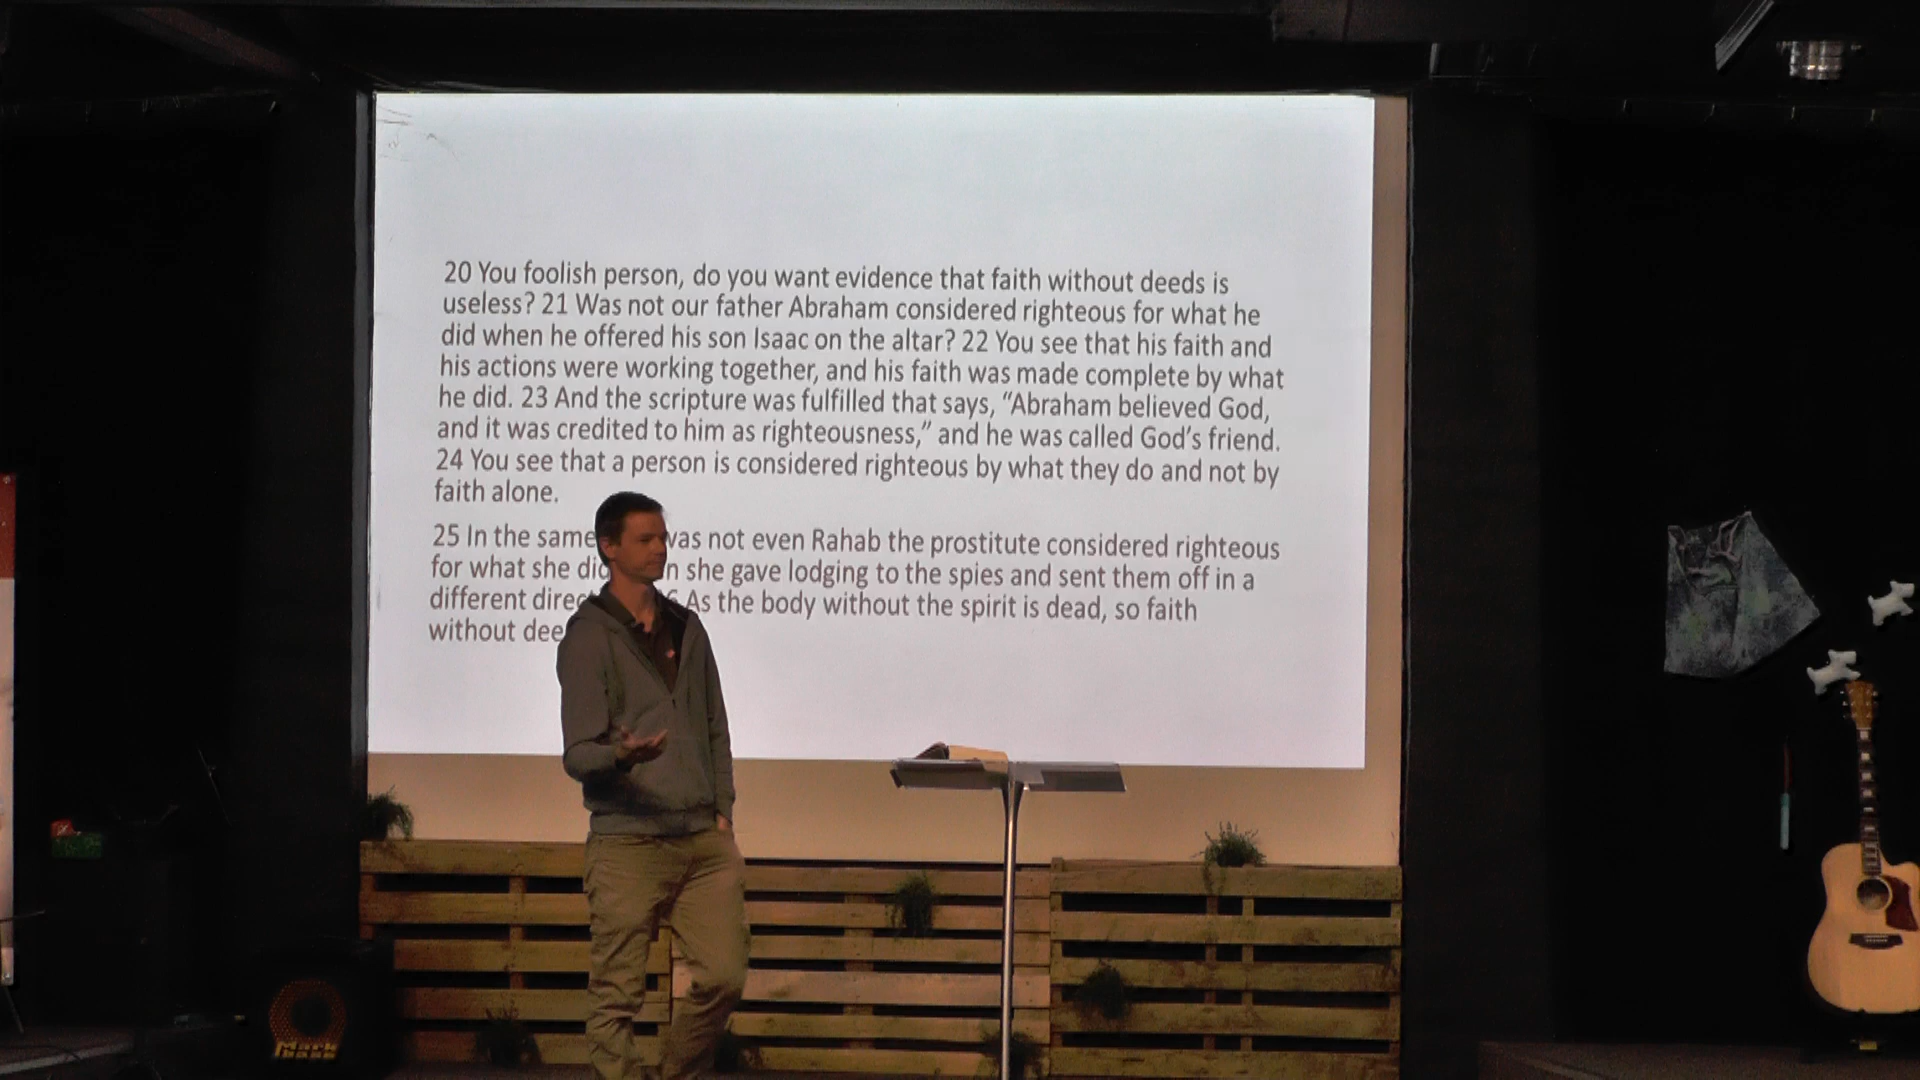 20 You foolish person, do you want evidence that faith without deeds is
useless? 21 Was not our father Abraham considered righteous for what he
did when he offered his son Isaac on the altar? 22 You see that his faith and
his actions were working together, and his faith was made complete by what
he did. 23 And the scripture was fulfilled that says, “Abraham believed God,
and it was credited to him as righteousness,” and he was called God’s friend.
24 You see that a person is considered righteous by what they do and not by
faith alone.
25 In the same was not even Rahab the prostitute considered righteous
for what she did she gave lodging to the spies and sent them off in a
different As the body without the spirit is dead, so faith
without